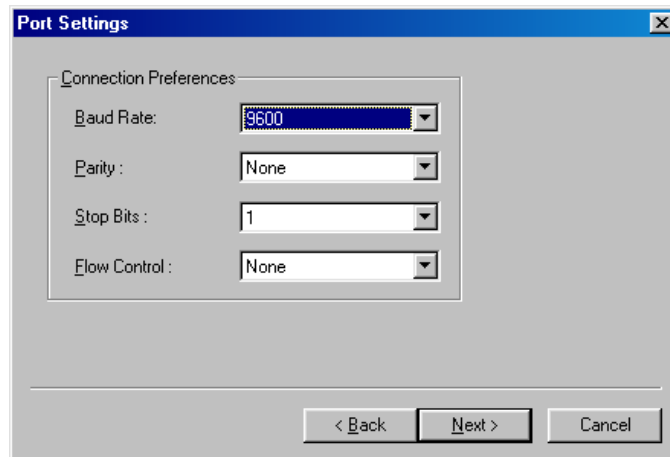 Port Settings
Connection Preferences
Baud Rate: 9600
Parity : None
Stop Bits : 1
Flow Control : None
< Back Next > Cancel